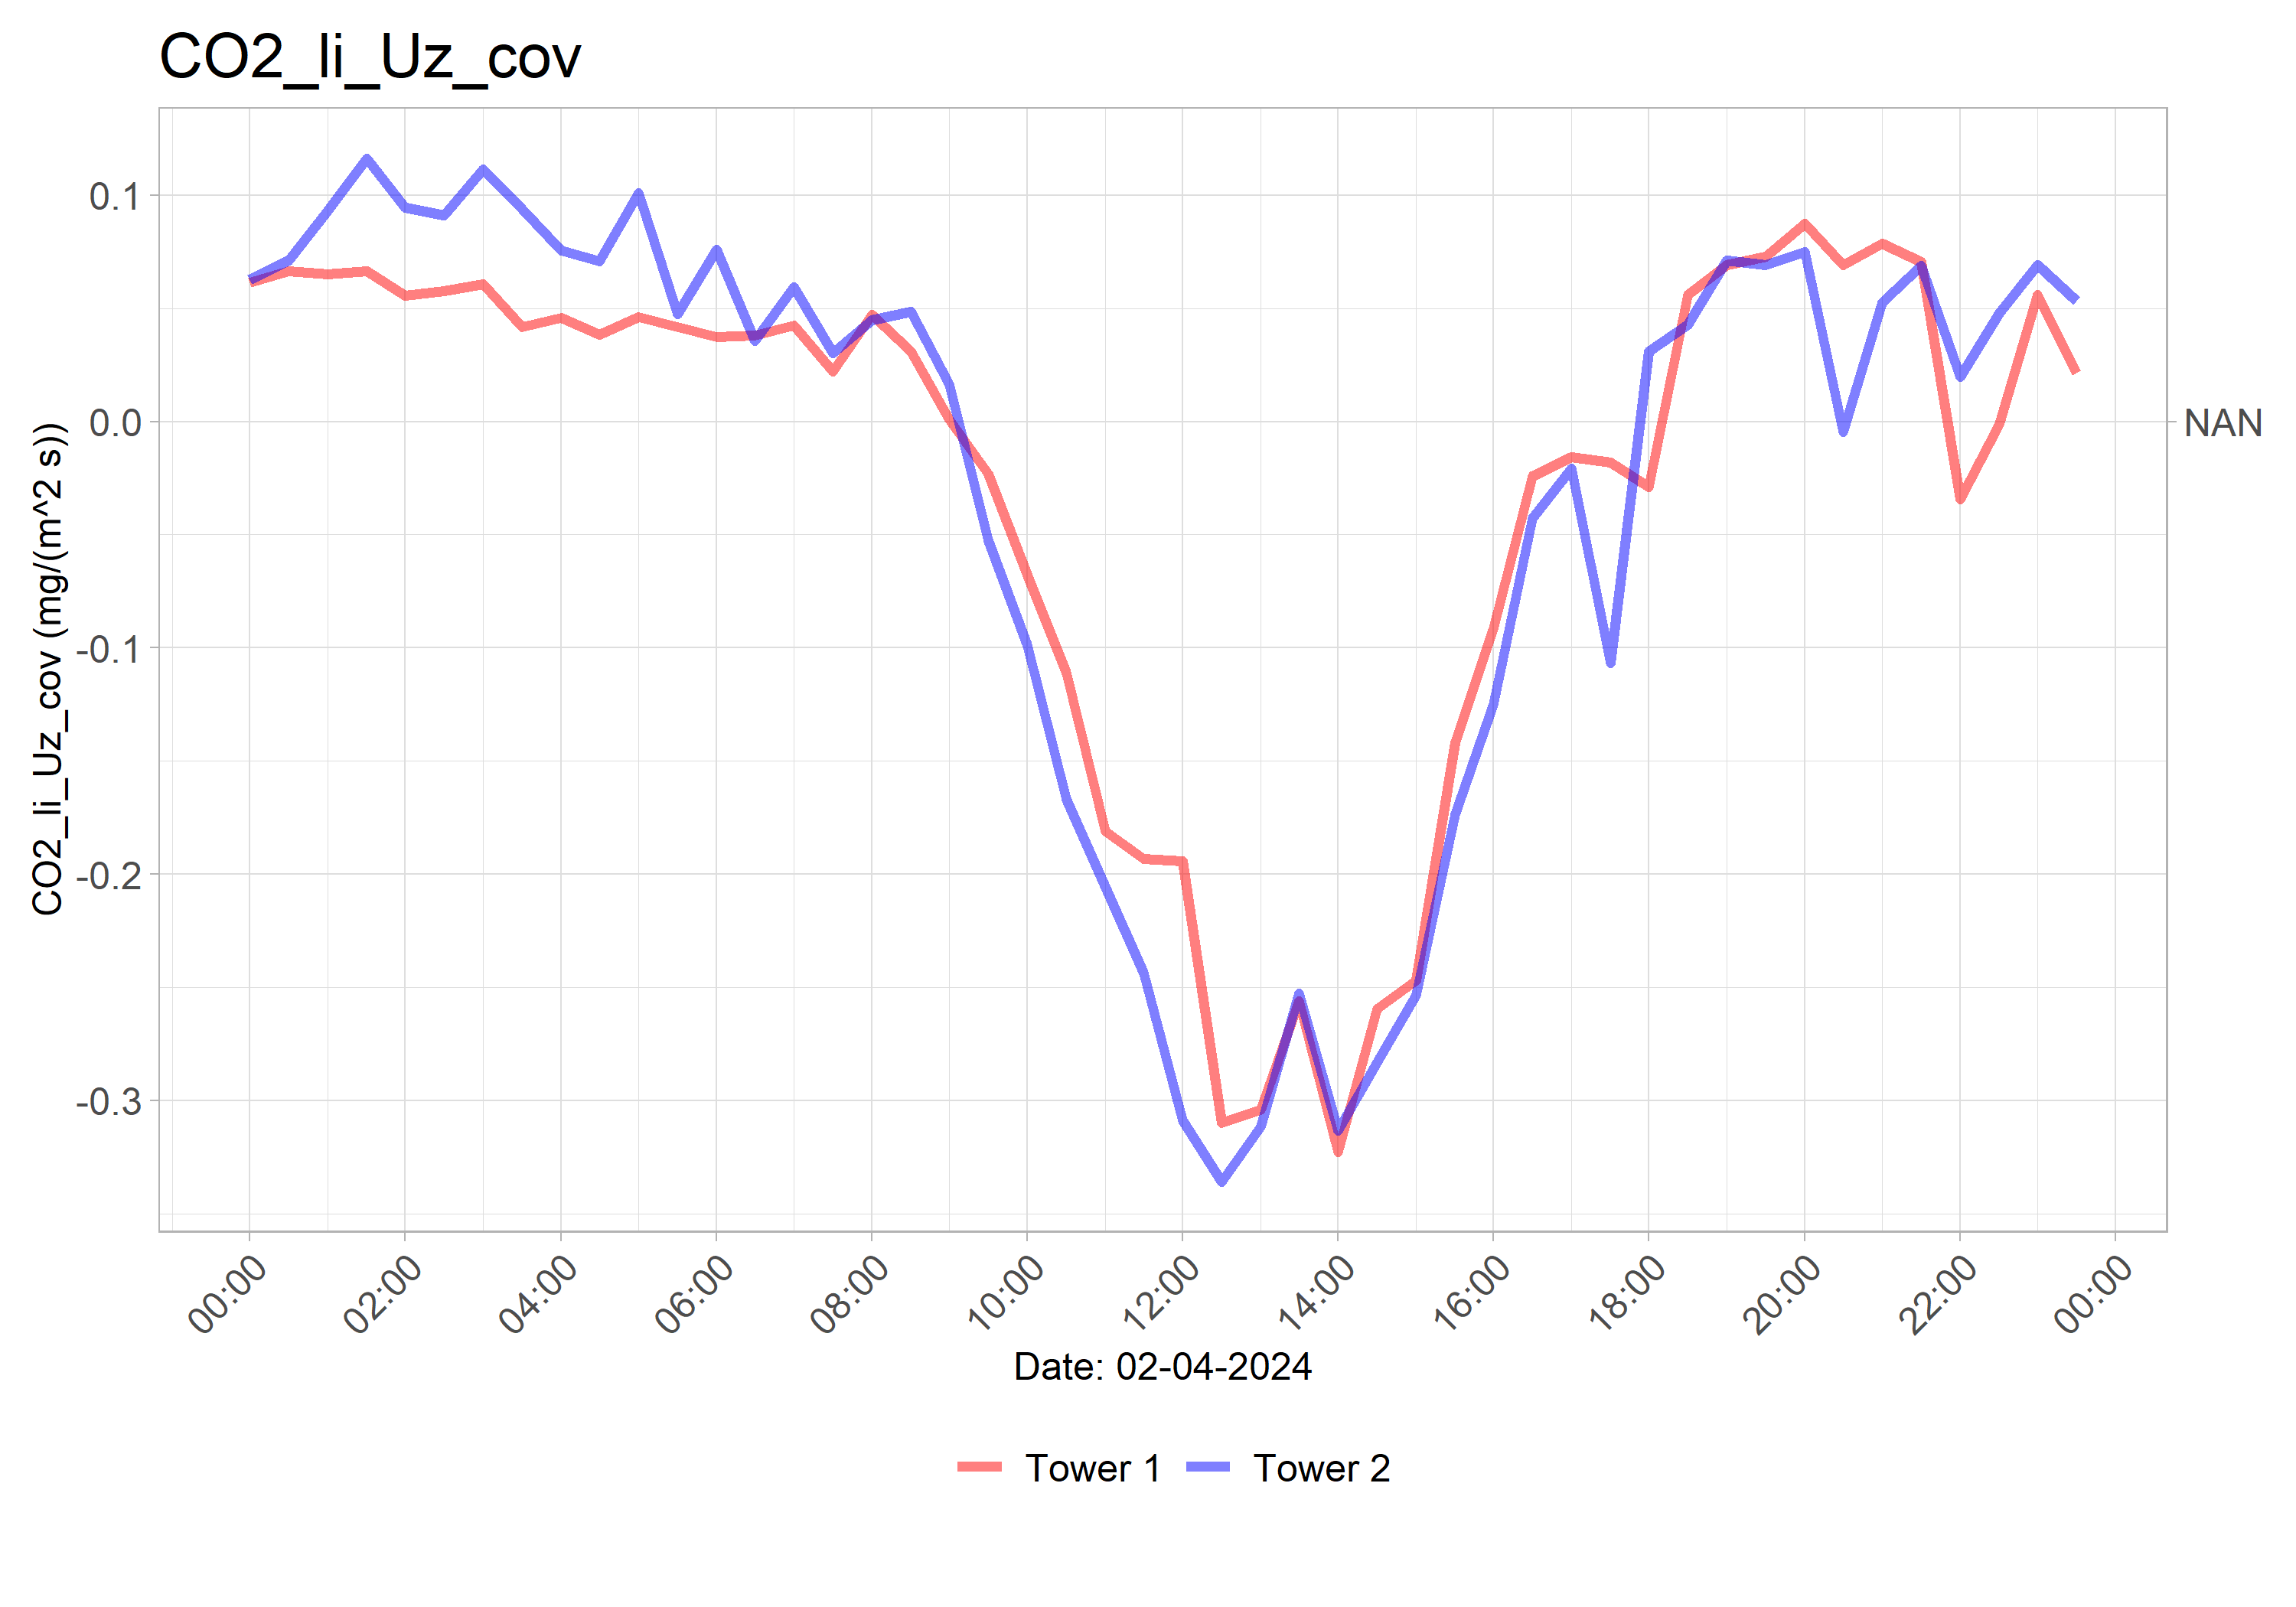 CO2_li_Uz_cov
CO2_li_Uz_cov (mg/(m^2 s))
0.1
0.0
-0.1
-0.2
-0.3
NAN
00:00 02:00 04:00 06:00 08:00 10:00 12:00 14:00 16:00 18:00 20:00 22:00 00:00
Date: 02-04-2024
Tower 1 Tower 2